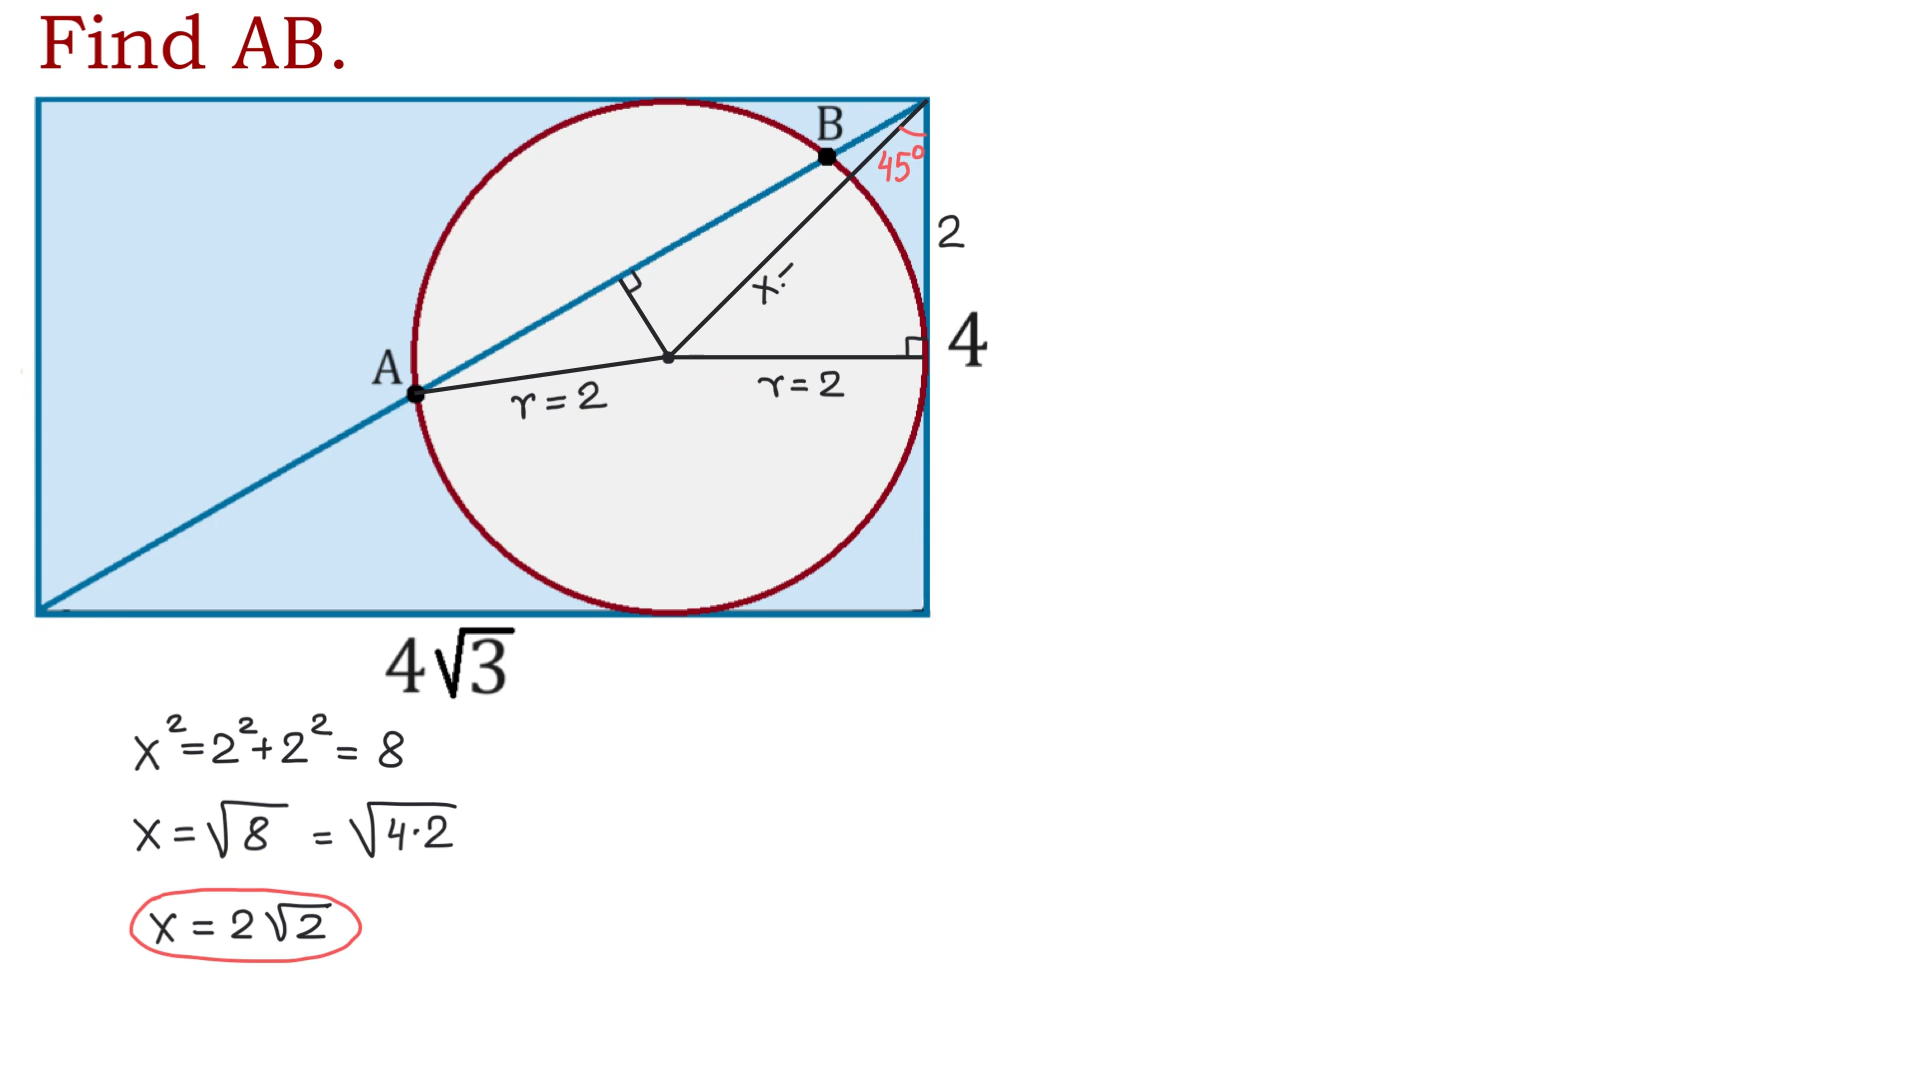 Find AB.
B
45°
2
x
A
4
r = 2
r = 2
4√3
x² = 2² + 2² = 8
x = √8 = √4·2
x = 2√2